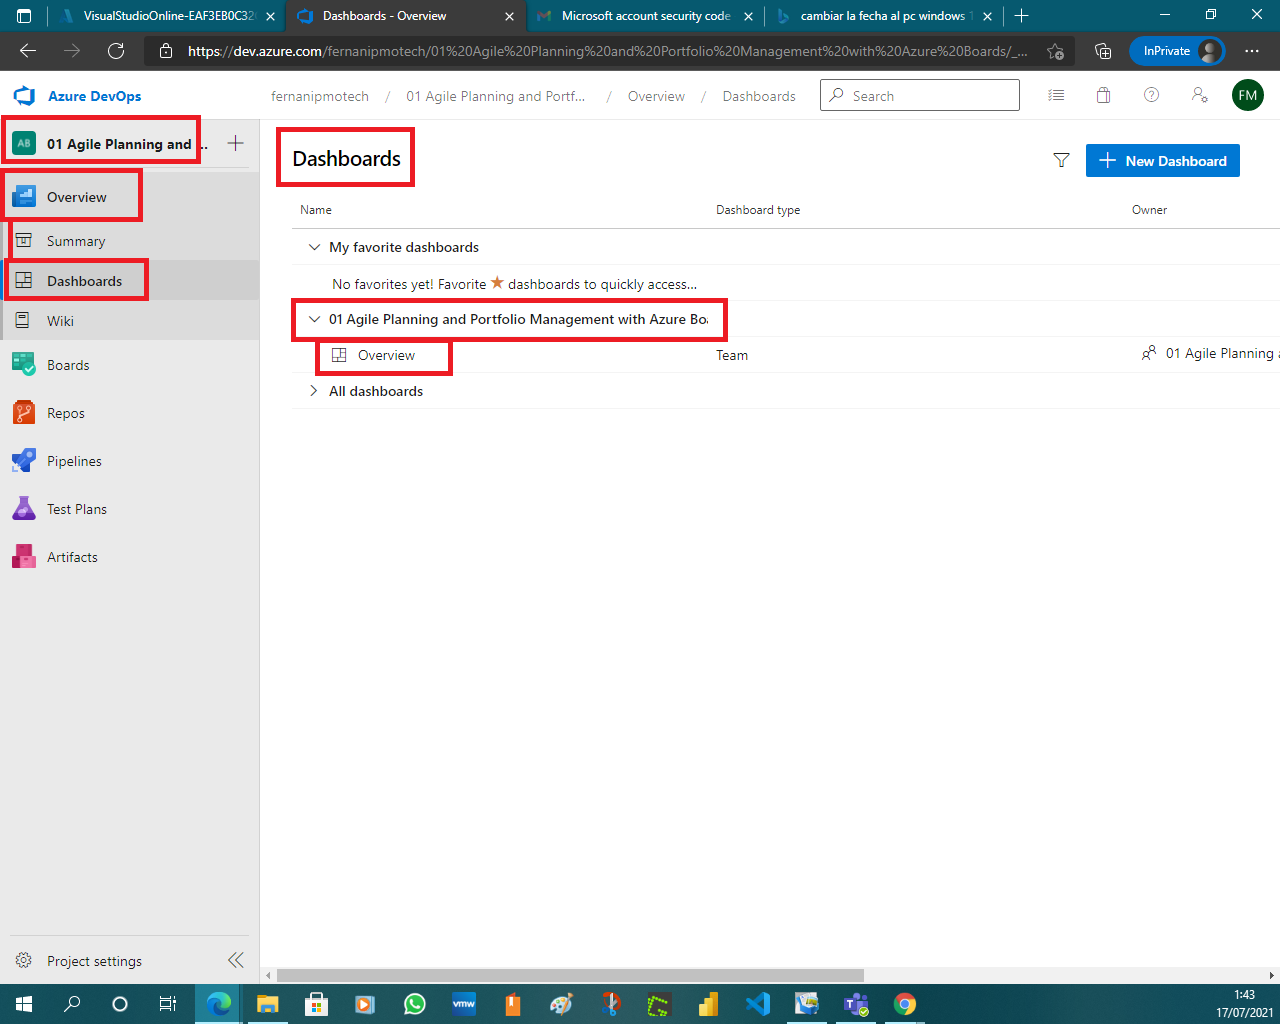 VisualStudioOnline-EAF3EB0C32
Dashboards - Overview
Microsoft account security code
cambiar la fecha al pc windows 1
https://dev.azure.com/fernanipmotech/01%20Agile%20Planning%20and%20Portfolio%20Management%20with%20Azure%20Boards/_...
InPrivate
Azure DevOps
fernanipmotech / 01 Agile Planning and Portf... / Overview / Dashboards
Search
FM
AB 01 Agile Planning and ...
Overview
Summary
Dashboards
Wiki
Boards
Repos
Pipelines
Test Plans
Artifacts
Project settings
Dashboards
New Dashboard
Name Dashboard type Owner
My favorite dashboards
No favorites yet! Favorite ★ dashboards to quickly access...
01 Agile Planning and Portfolio Management with Azure Bo
Overview Team 01 Agile Planning
All dashboards
vmw
1:43
17/07/2021